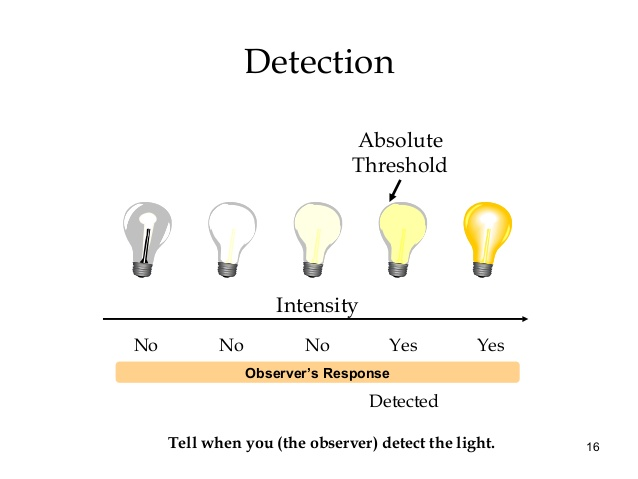 Detection
Absolute
Threshold
Intensity
No No No Yes Yes
Observer's Response
Detected
Tell when you (the observer) detect the light.
16